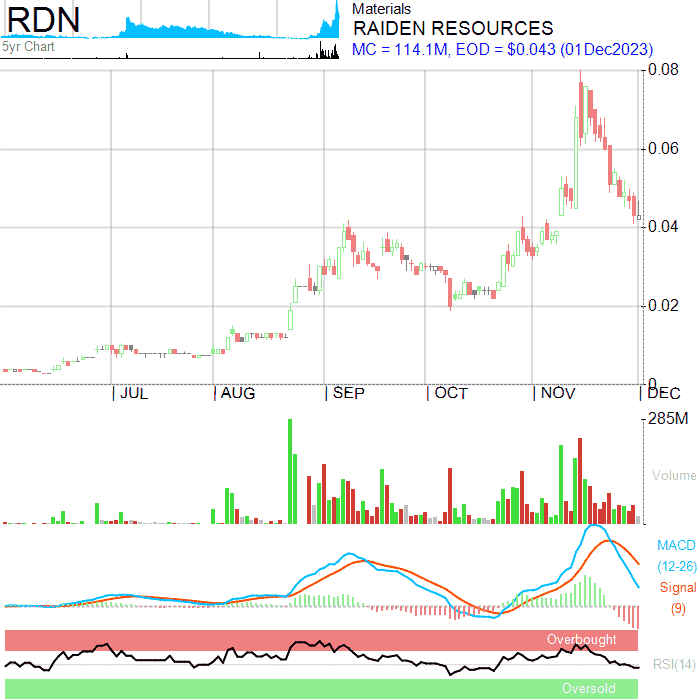 RDN
5yr Chart
Materials
RAIDEN RESOURCES
MC = 114.1M, EOD = $0.043 (01Dec2023)
0.08
0.06
0.04
0.02
0
JUL AUG SEP OCT NOV DEC
285M
Volume
MACD
(12-26)
Signal
(9)
Overbought
RSI(14)
Oversold